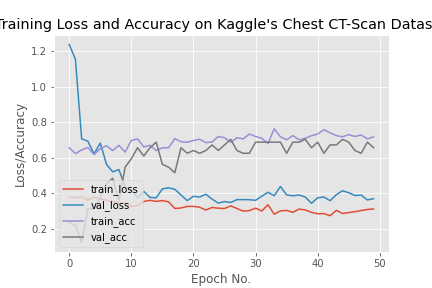 Training Loss and Accuracy on Kaggle's Chest CT-Scan Datas
1.2
1.0
0.8
0.6
0.4
0.2
Loss/Accuracy
train_loss
val_loss
train_acc
val_acc
0 10 20 30 40 50
Epoch No.